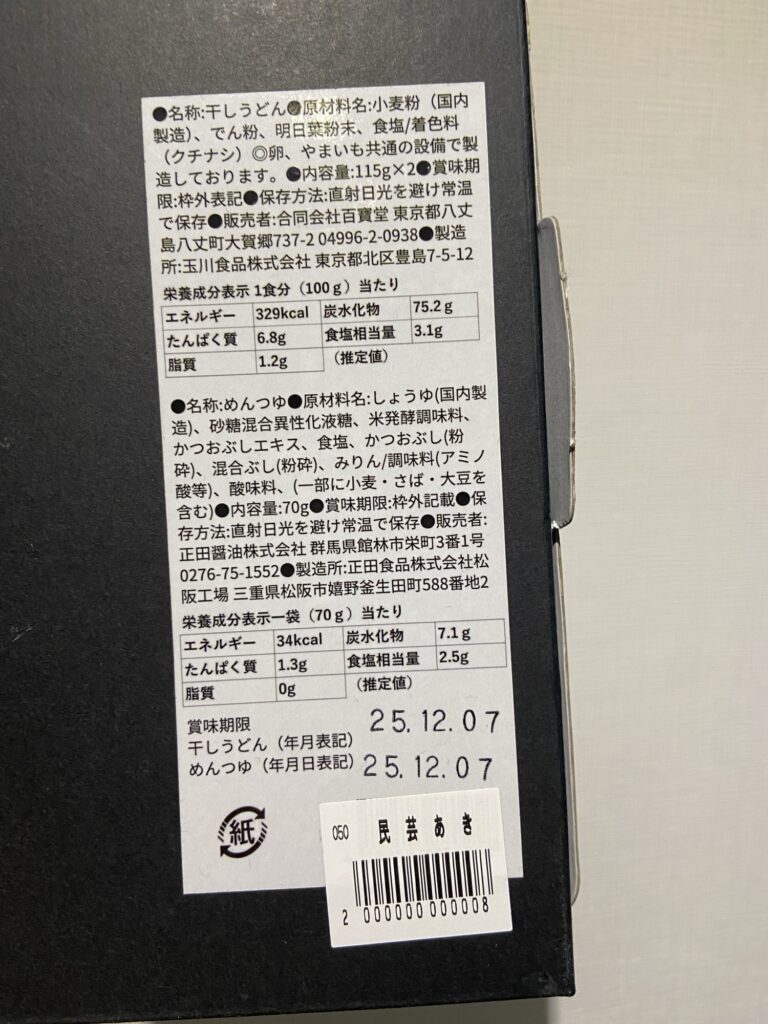 ●名称:干しうどん●原材料名:小麦粉（国内
製造)、でん粉、明日葉粉末、食塩/着色料
（クチナシ）◎卵、やまいも共通の設備で製
造しております。●内容量:115g×2●賞味期
限:枠外表記●保存方法:直射日光を避け常温
で保存●販売者:合同会社百寶堂 東京都八丈
島八丈町大賀郷737-2 04996-2-0938●製造
所:玉川食品株式会社 東京都北区豊島7-5-12
栄養成分表示 1食分（100ｇ）当たり
エネルギー 329kcal 炭水化物 75.2ｇ
たんぱく質 6.8g 食塩相当量 3.1g
脂質 1.2g （推定値）
●名称:めんつゆ●原材料名:しょうゆ(国内製
造)、砂糖混合異性化液糖、米発酵調味料、
かつおぶしエキス、食塩、かつおぶし(粉
砕)、混合ぶし(粉砕)、みりん/調味料(アミノ
酸等)、酸味料、(一部に小麦・さば・大豆を
含む)●内容量:70g●賞味期限:枠外記載●保
存方法:直射日光を避け常温で保存●販売者:
正田醤油株式会社 群馬県館林市栄町3番1号
0276-75-1552●製造所:正田食品株式会社松
阪工場 三重県松阪市嬉野釜生田町588番地2
栄養成分表示一袋（70ｇ）当たり
エネルギー 34kcal 炭水化物 7.1ｇ
たんぱく質 1.3g 食塩相当量 2.5g
脂質 0g （推定値）
賞味期限
干しうどん（年月表記） 25.12.07
めんつゆ（年月日表記） 25.12.07
紙
050 民芸あき
2 000000 000008